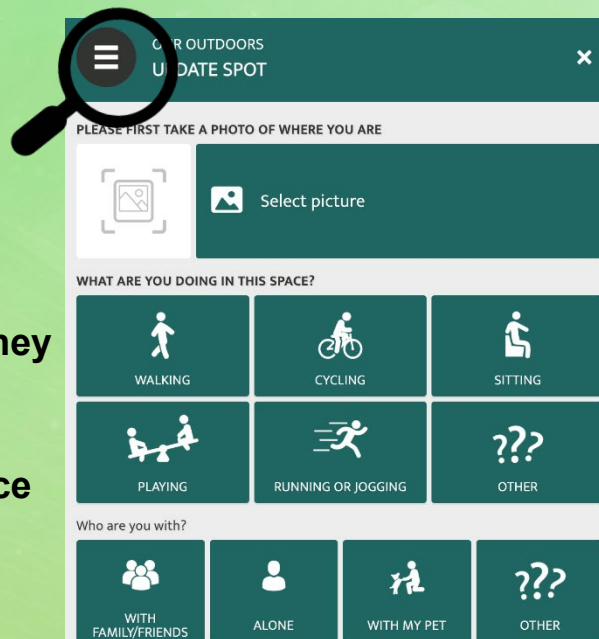 OUR OUTDOORS
UPDATE SPOT
PLEASE FIRST TAKE A PHOTO OF WHERE YOU ARE
Select picture
WHAT ARE YOU DOING IN THIS SPACE?
WALKING
CYCLING
SITTING
PLAYING
RUNNING OR JOGGING
??? 
OTHER
Who are you with?
WITH
FAMILY/FRIENDS
ALONE
WITH MY PET
???
OTHER